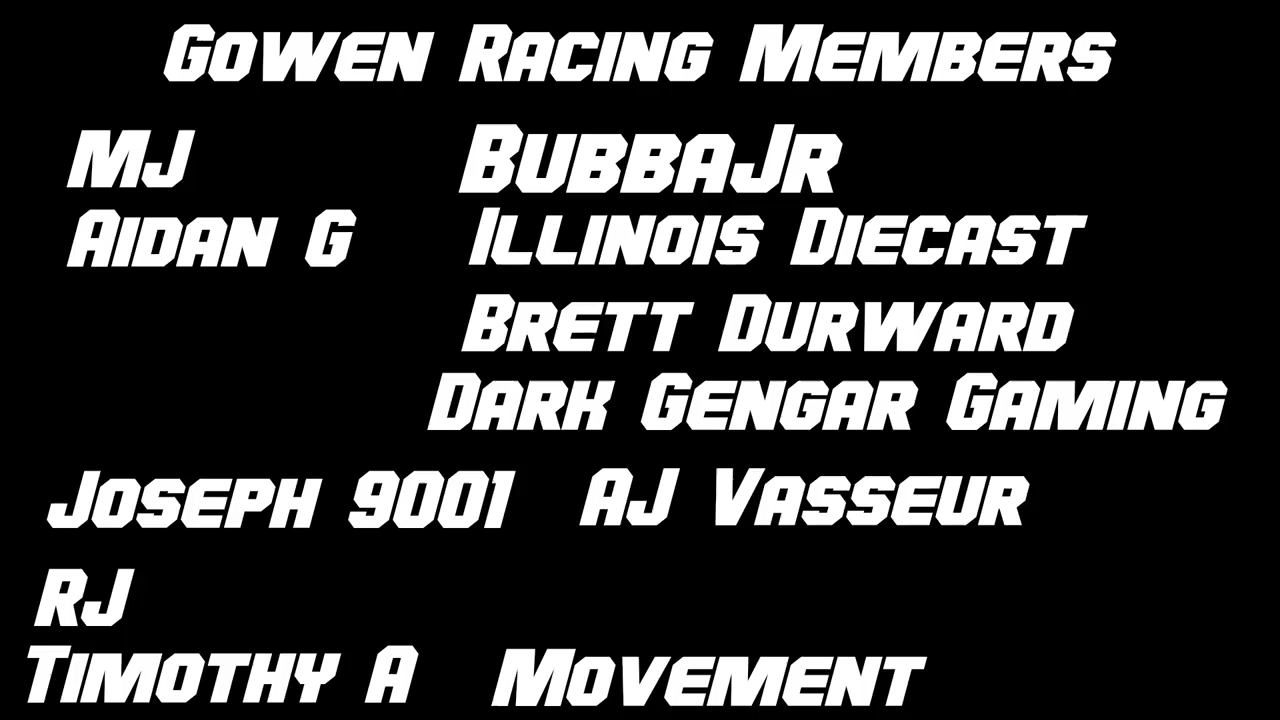 Gowen Racing Members
MJ BubbaJr
Aidan G Illinois Diecast
Brett Durward
Dark Gengar Gaming
Joseph 9001 AJ Vasseur
RJ
Timothy A Movement